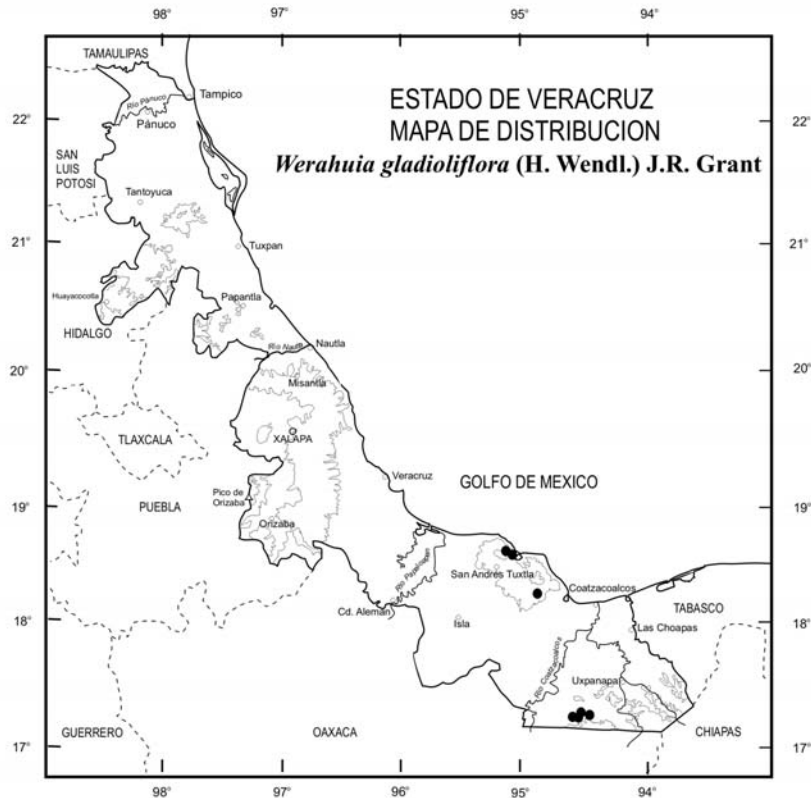 98° 97° 96° 95° 94°
TAMAULIPAS
Río Pánuco
Tampico
Pánuco
ESTADO DE VERACRUZ
MAPA DE DISTRIBUCION
Werahuia gladioliflora (H. Wendl.) J.R. Grant
22° 22°
SAN
LUIS
POTOSI
Tantoyuca
21° 21°
Tuxpan
Huayacocotla
Papantla
HIDALGO
Río Nautla
Nautla
20° 20°
Misantla
TLAXCALA
XALAPA
Veracruz
GOLFO DE MEXICO
19° 19°
PUEBLA
Pico de
Orizaba
Orizaba
Río Papaloapan
San Andrés Tuxtla
Coatzacoalcos
TABASCO
Cd. Alemán
18° 18°
Isla
Las Choapas
Río Coatzacoalcos
Uxpanapa
GUERRERO
OAXACA
CHIAPAS
17° 17°
98° 97° 96° 95° 94°